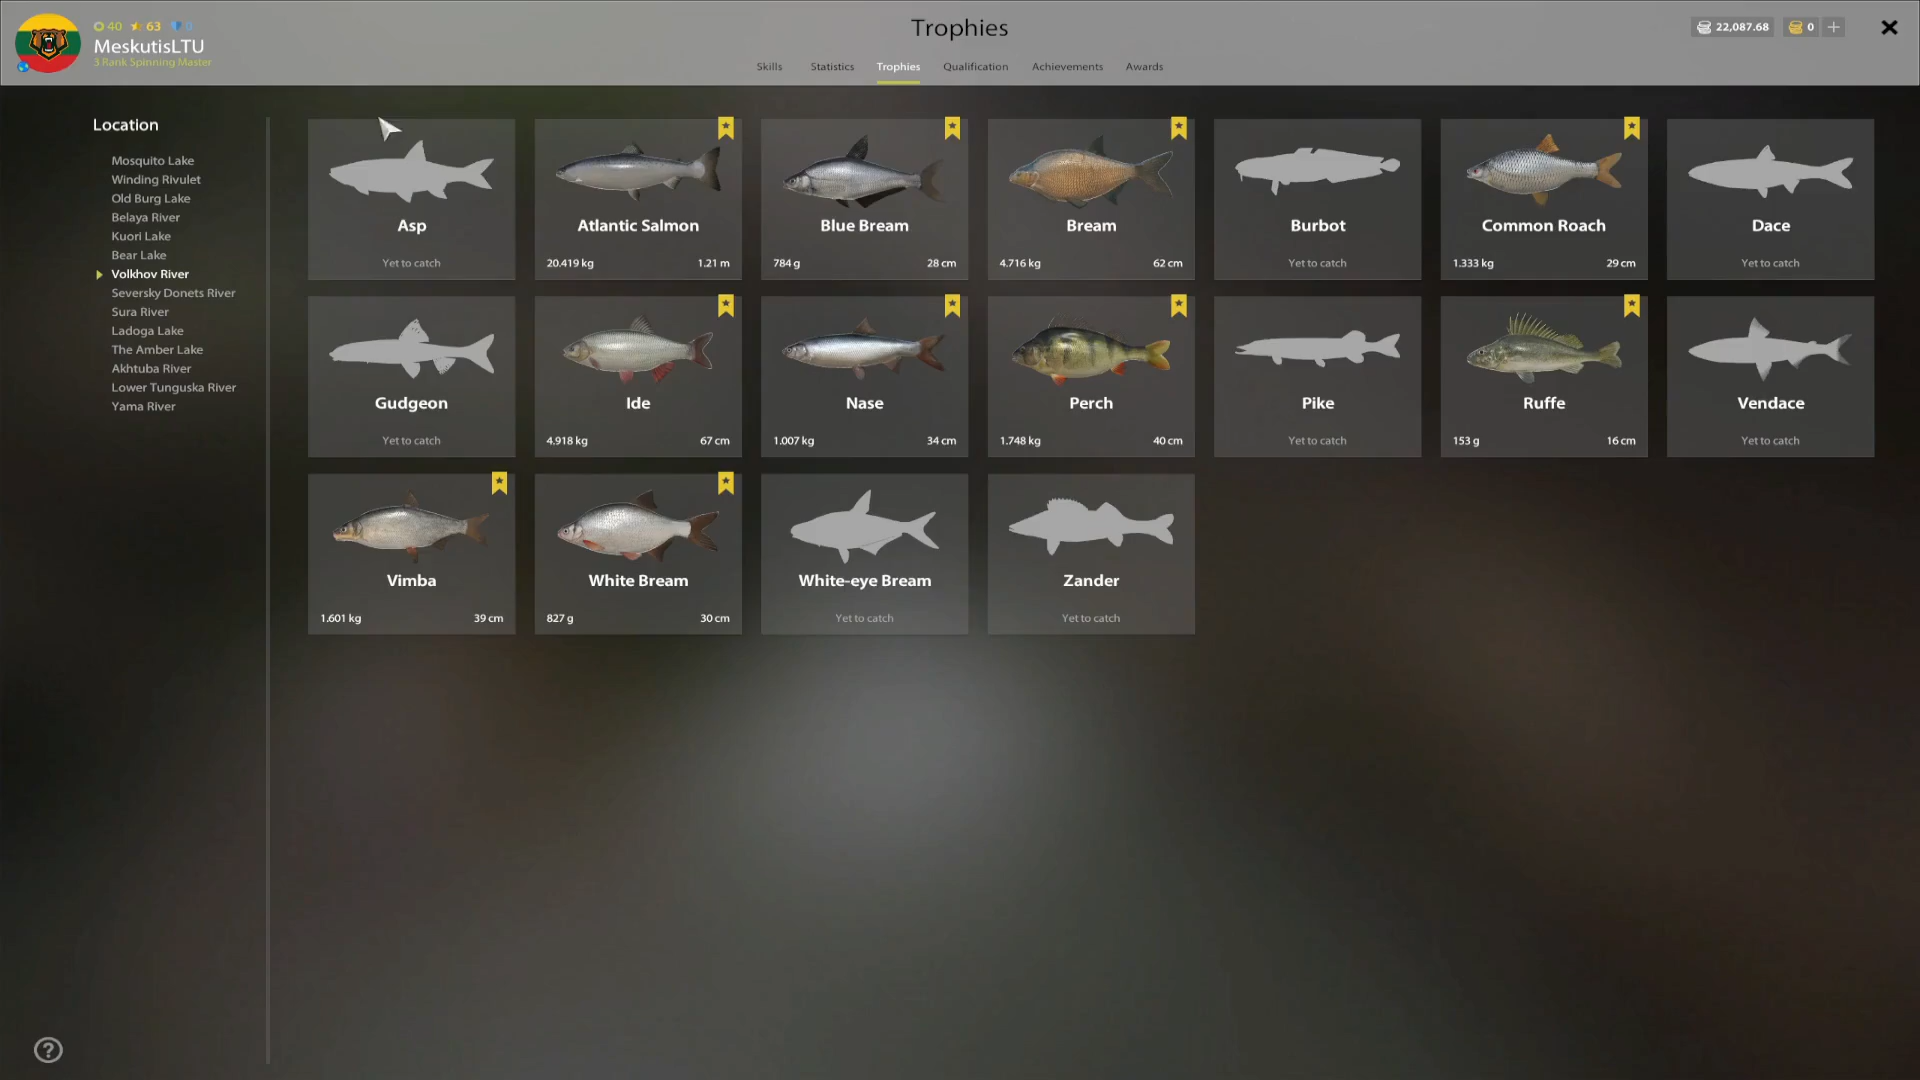 40 63 0
MeskutisLTU
3 Rank Spinning Master
Trophies
22,087.68 0
Skills Statistics Trophies Qualification Achievements Awards
Location
Mosquito Lake
Winding Rivulet
Old Burg Lake
Belaya River
Kuori Lake
Bear Lake
Volkhov River
Seversky Donets River
Sura River
Ladoga Lake
The Amber Lake
Akhtuba River
Lower Tunguska River
Yama River
Asp
Yet to catch
Atlantic Salmon
20.419 kg 1.21 m
Blue Bream
784 g 28 cm
Bream
4.716 kg 62 cm
Burbot
Yet to catch
Common Roach
1.333 kg 29 cm
Dace
Yet to catch
Gudgeon
Yet to catch
Ide
4.918 kg 67 cm
Nase
1.007 kg 34 cm
Perch
1.748 kg 40 cm
Pike
Yet to catch
Ruffe
153 g 16 cm
Vendace
Yet to catch
Vimba
1.601 kg 39 cm
White Bream
827 g 30 cm
White-eye Bream
Yet to catch
Zander
Yet to catch
?